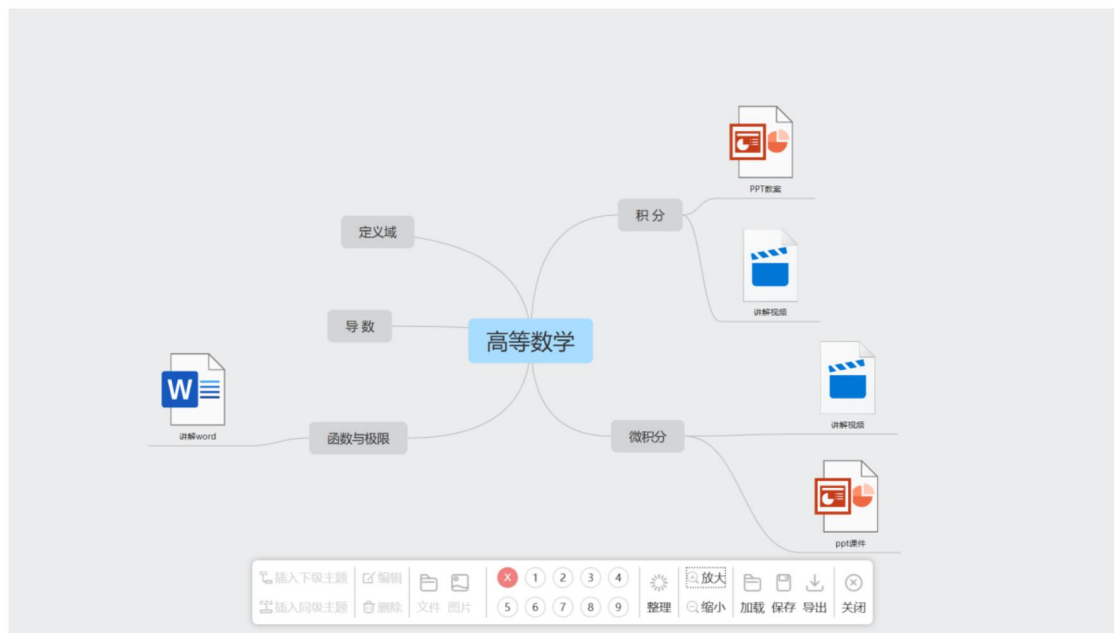 PPT教案
积 分
定义域
讲解视频
导 数
高等数学
讲解视频
讲解word
函数与极限
微积分
ppt课件
插入下级主题 编辑 X 1 2 3 4 放大
文件 图片 整理 加载 保存 导出 关闭
插入同级主题 删除 5 6 7 8 9 缩小